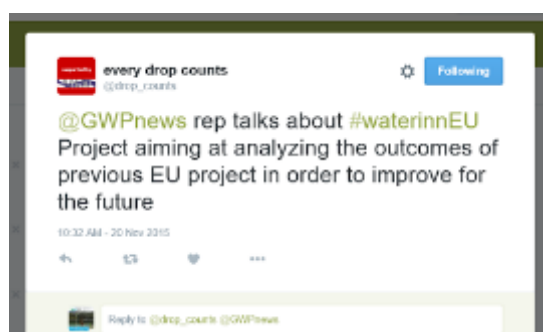 every drop counts
@drop_counts
Following
@GWPnews rep talks about #waterinnEU
Project aiming at analyzing the outcomes of
previous EU project in order to improve for
the future
10:32 AM - 20 Nov 2015
Reply to @drop_counts @GWPnews